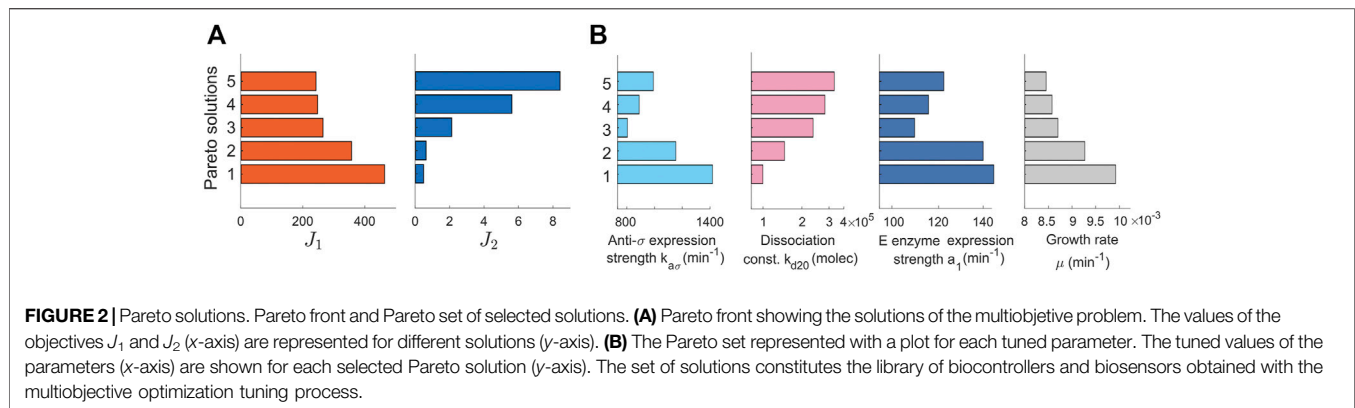 A
B
Pareto solutions
5
4
3
2
1
0 200 400
J₁
0 2 4 6 8
J₂
5
4
3
2
1
800 1400
Anti-σ expression
strength k_aσ (min⁻¹)
1 2 3 4×10⁵
Dissociation
const. k_d20 (molec)
100 120 140
E enzyme expression
strength a₁(min⁻¹)
8 8.5 9 9.5 10 ×10⁻³
Growth rate
μ (min⁻¹)
FIGURE 2 | Pareto solutions. Pareto front and Pareto set of selected solutions. (A) Pareto front showing the solutions of the multiobjetive problem. The values of the
objectives J₁ and J₂ (x-axis) are represented for different solutions (y-axis). (B) The Pareto set represented with a plot for each tuned parameter. The tuned values of the
parameters (x-axis) are shown for each selected Pareto solution (y-axis). The set of solutions constitutes the library of biocontrollers and biosensors obtained with the
multiobjective optimization tuning process.